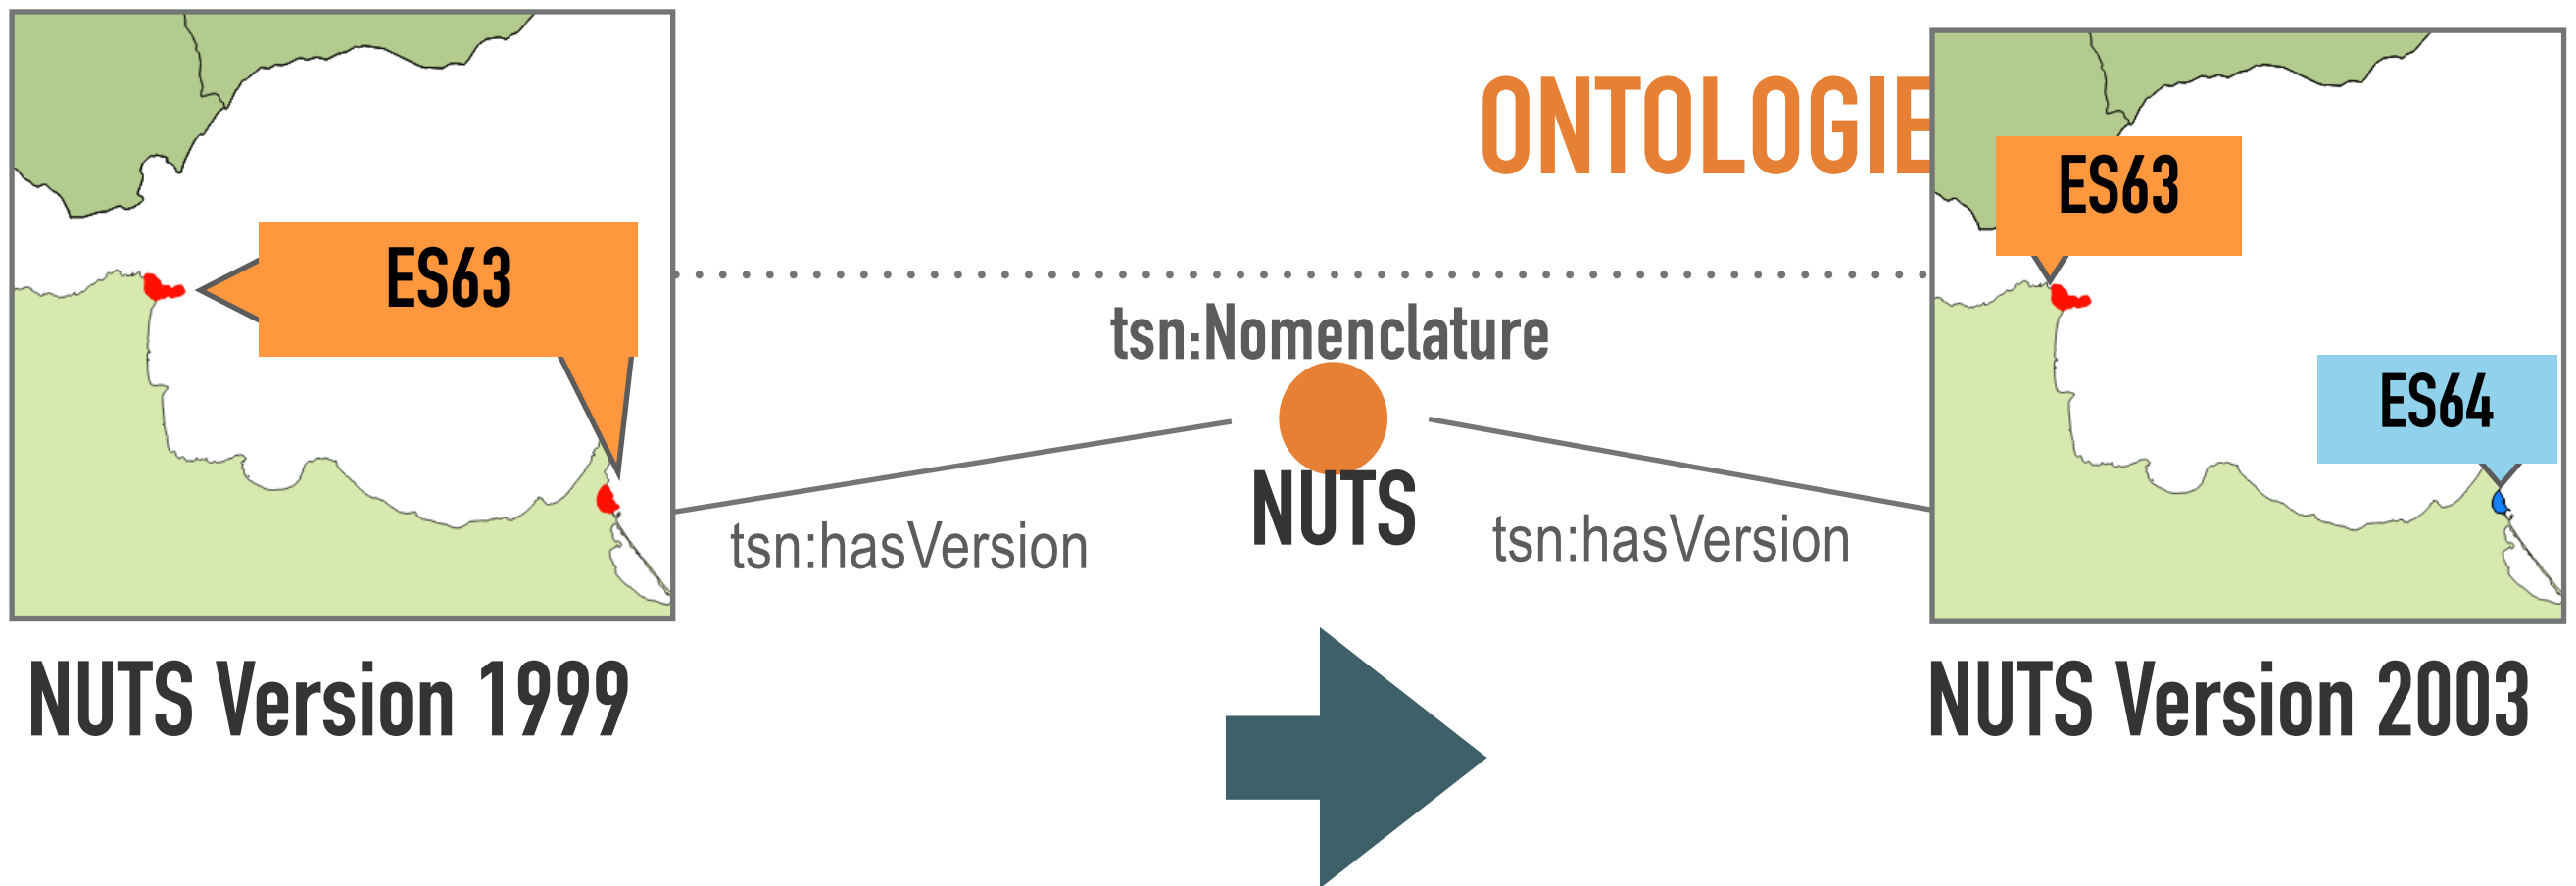 ONTOLOGIE
ES63
ES63
tsn:Nomenclature
ES64
NUTS
tsn:hasVersion
tsn:hasVersion
NUTS Version 1999
NUTS Version 2003